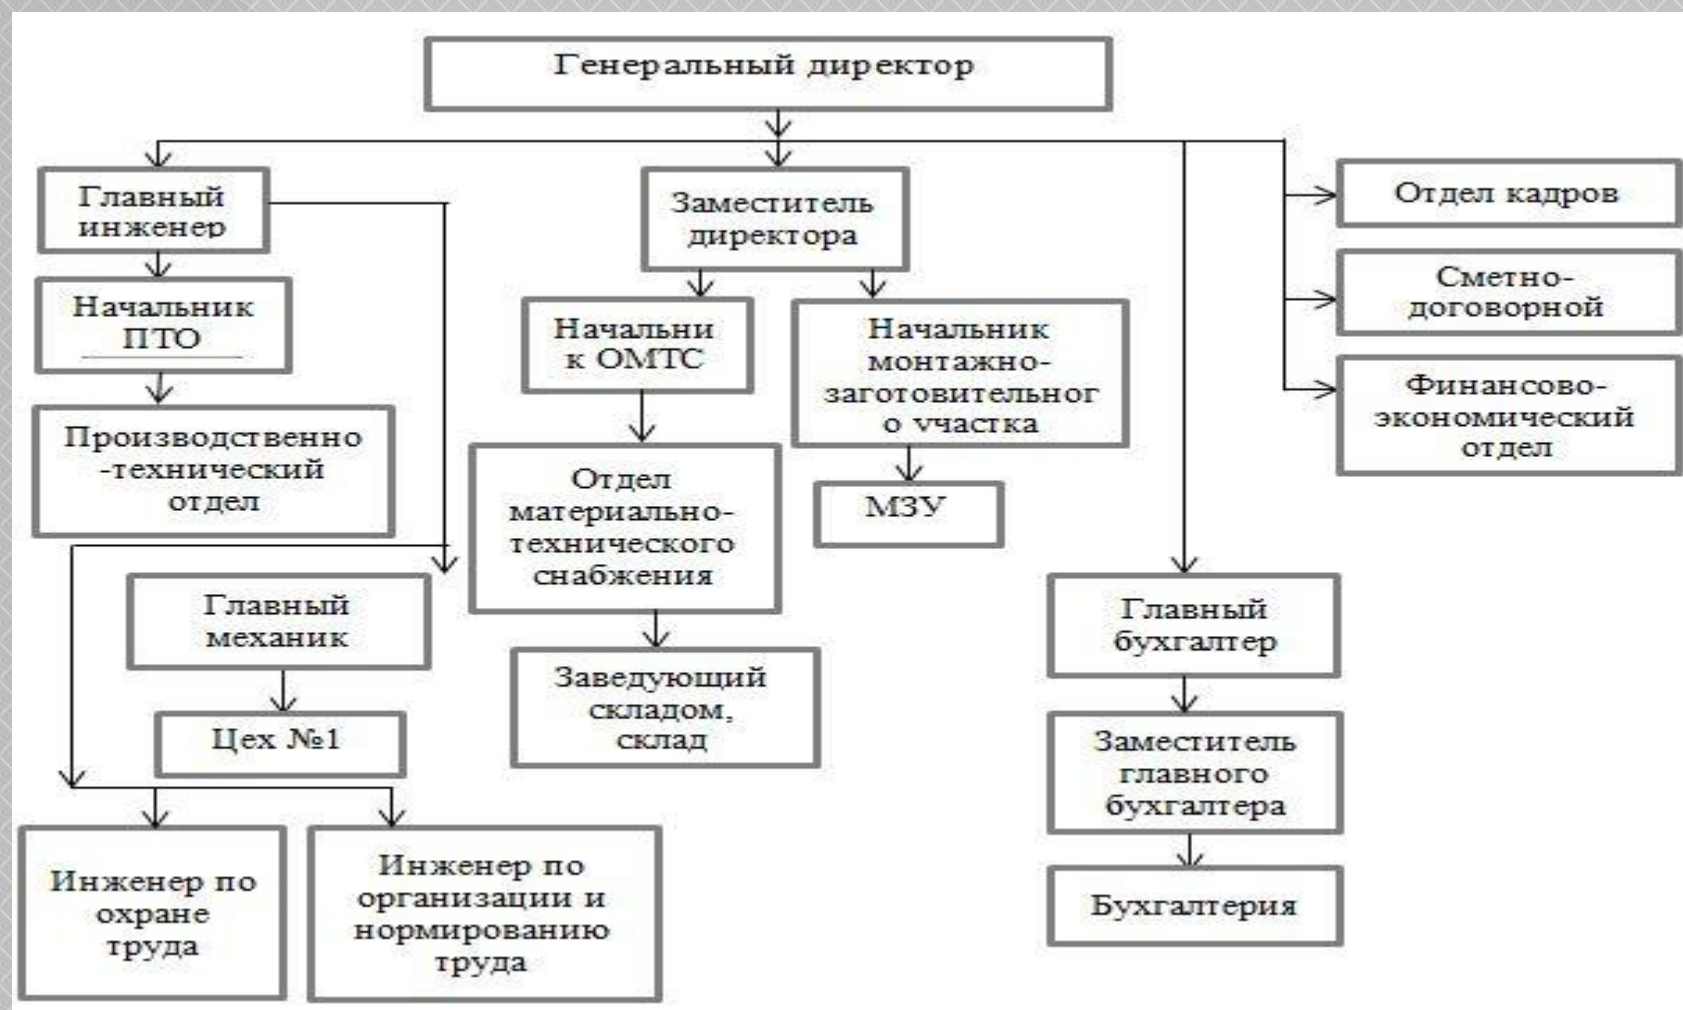 Генеральный директор
Главный
инженер
Заместитель
директора
Отдел кадров
Сметно-
договорной
Финансово-
экономический
отдел
Начальник
ПТО
Начальни
к ОМТС
Начальник
монтажно-
заготовительног
о участка
Производственно
-технический
отдел
Отдел
материально-
технического
снабжения
МЗУ
Главный
механик
Главный
бухгалтер
Цех №1
Заведующий
складом,
склад
Заместитель
главного
бухгалтера
Инженер по
охране
труда
Инженер по
организации и
нормированию
труда
Бухгалтерия